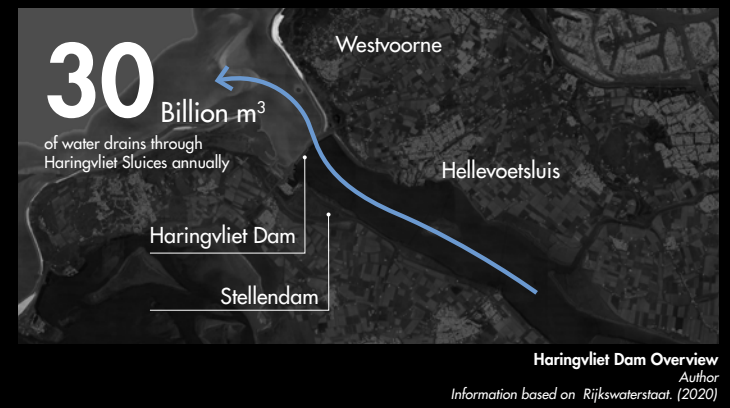 Westvoorne
30
Billion m³
of water drains through
Haringvliet Sluices annually
Hellevoetsluis
Haringvliet Dam
Stellendam
Haringvliet Dam Overview
Author
Information based on Rijkswaterstaat. (2020)